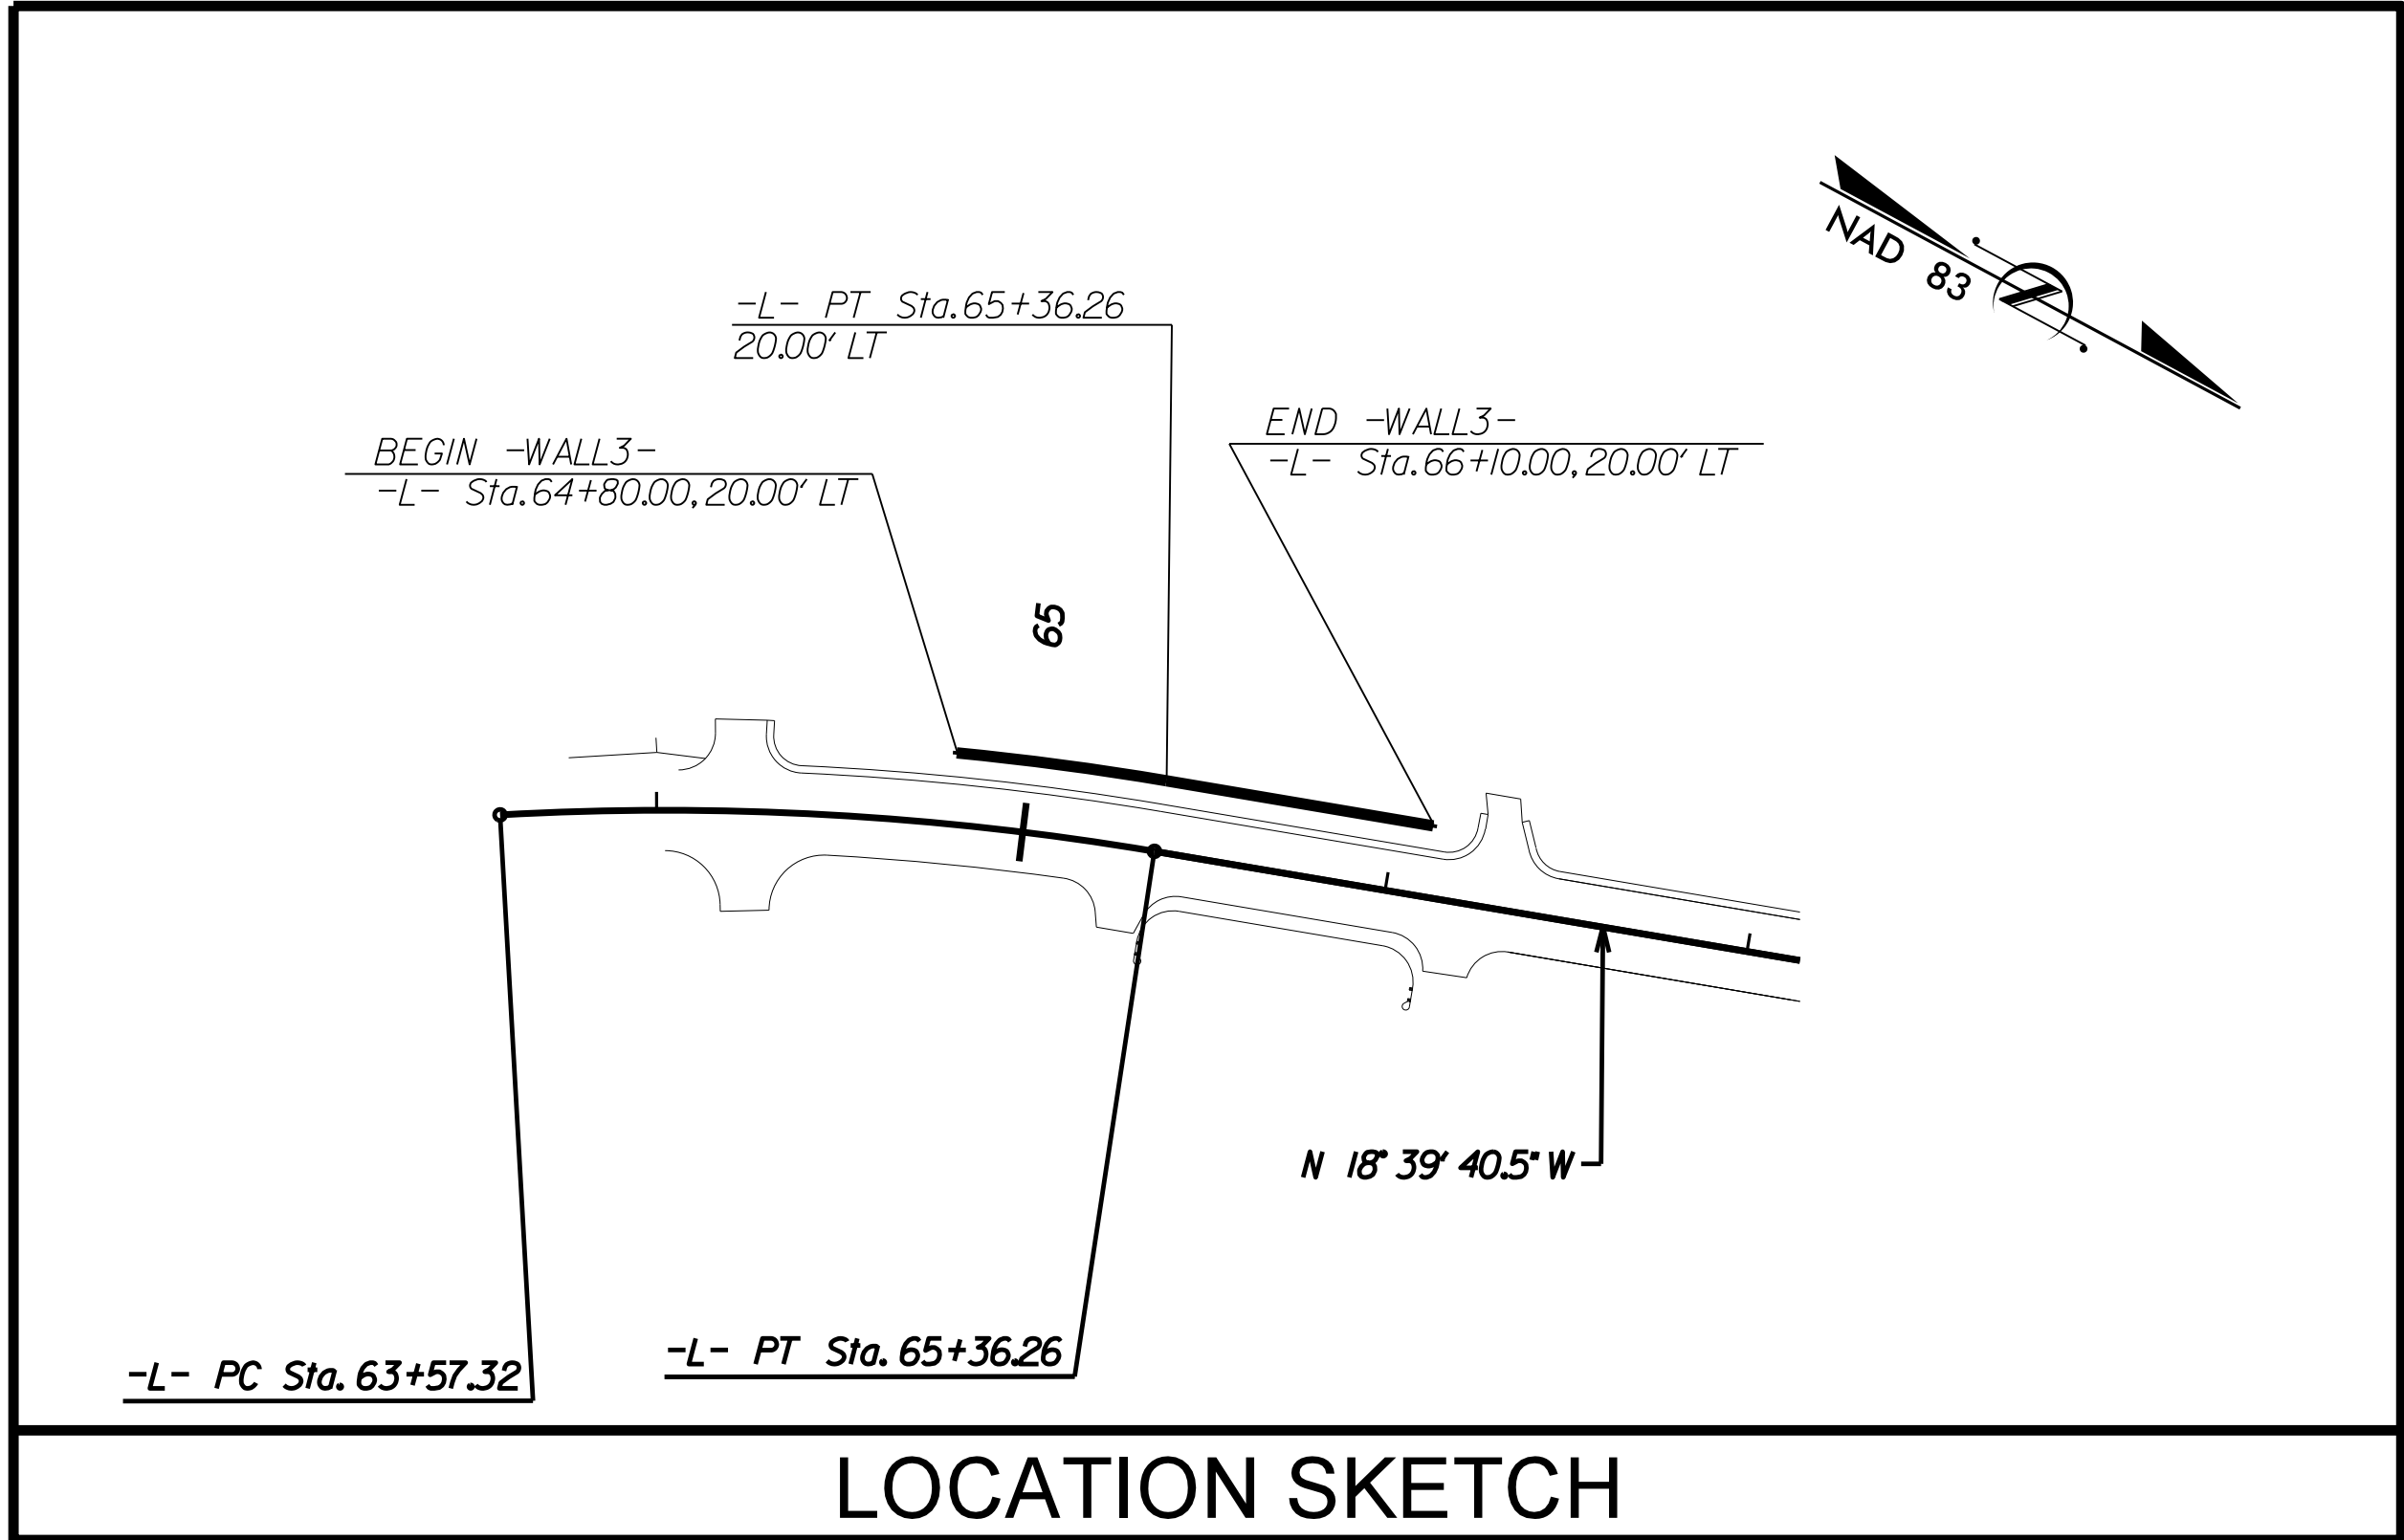 -L- PT Sta.65+36.26
20.00' LT
BEGIN -WALL3-
-L- Sta.64+80.00,20.00' LT
END -WALL3-
-L- Sta.66+10.00,20.00' LT
NAD 83
65
N 18° 39' 40.5" W
-L- PT Sta.65+36.26
-L- PC Sta.63+57.32
LOCATION SKETCH